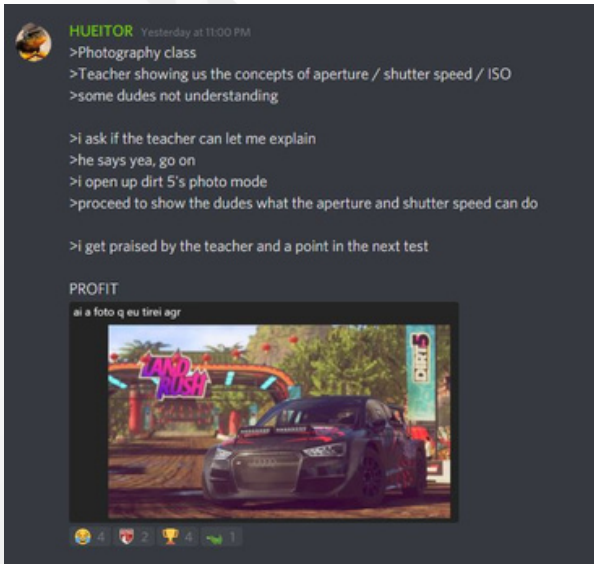 HUEITOR Yesterday at 11:00 PM
>Photography class
>Teacher showing us the concepts of aperture / shutter speed / ISO
>some dudes not understanding
>i ask if the teacher can let me explain
>he says yea, go on
>i open up dirt 5's photo mode
>proceed to show the dudes what the aperture and shutter speed can do
>i get praised by the teacher and a point in the next test
PROFIT
ai a foto q eu tirei agr
LAND
RUSH
DIRT 5
4 2 4 1